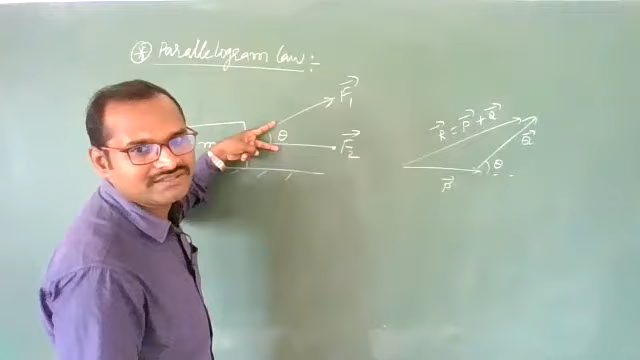 * Parallelogram Law:-
F₁
θ
m
F₂
R = P + Q
Q
θ
P